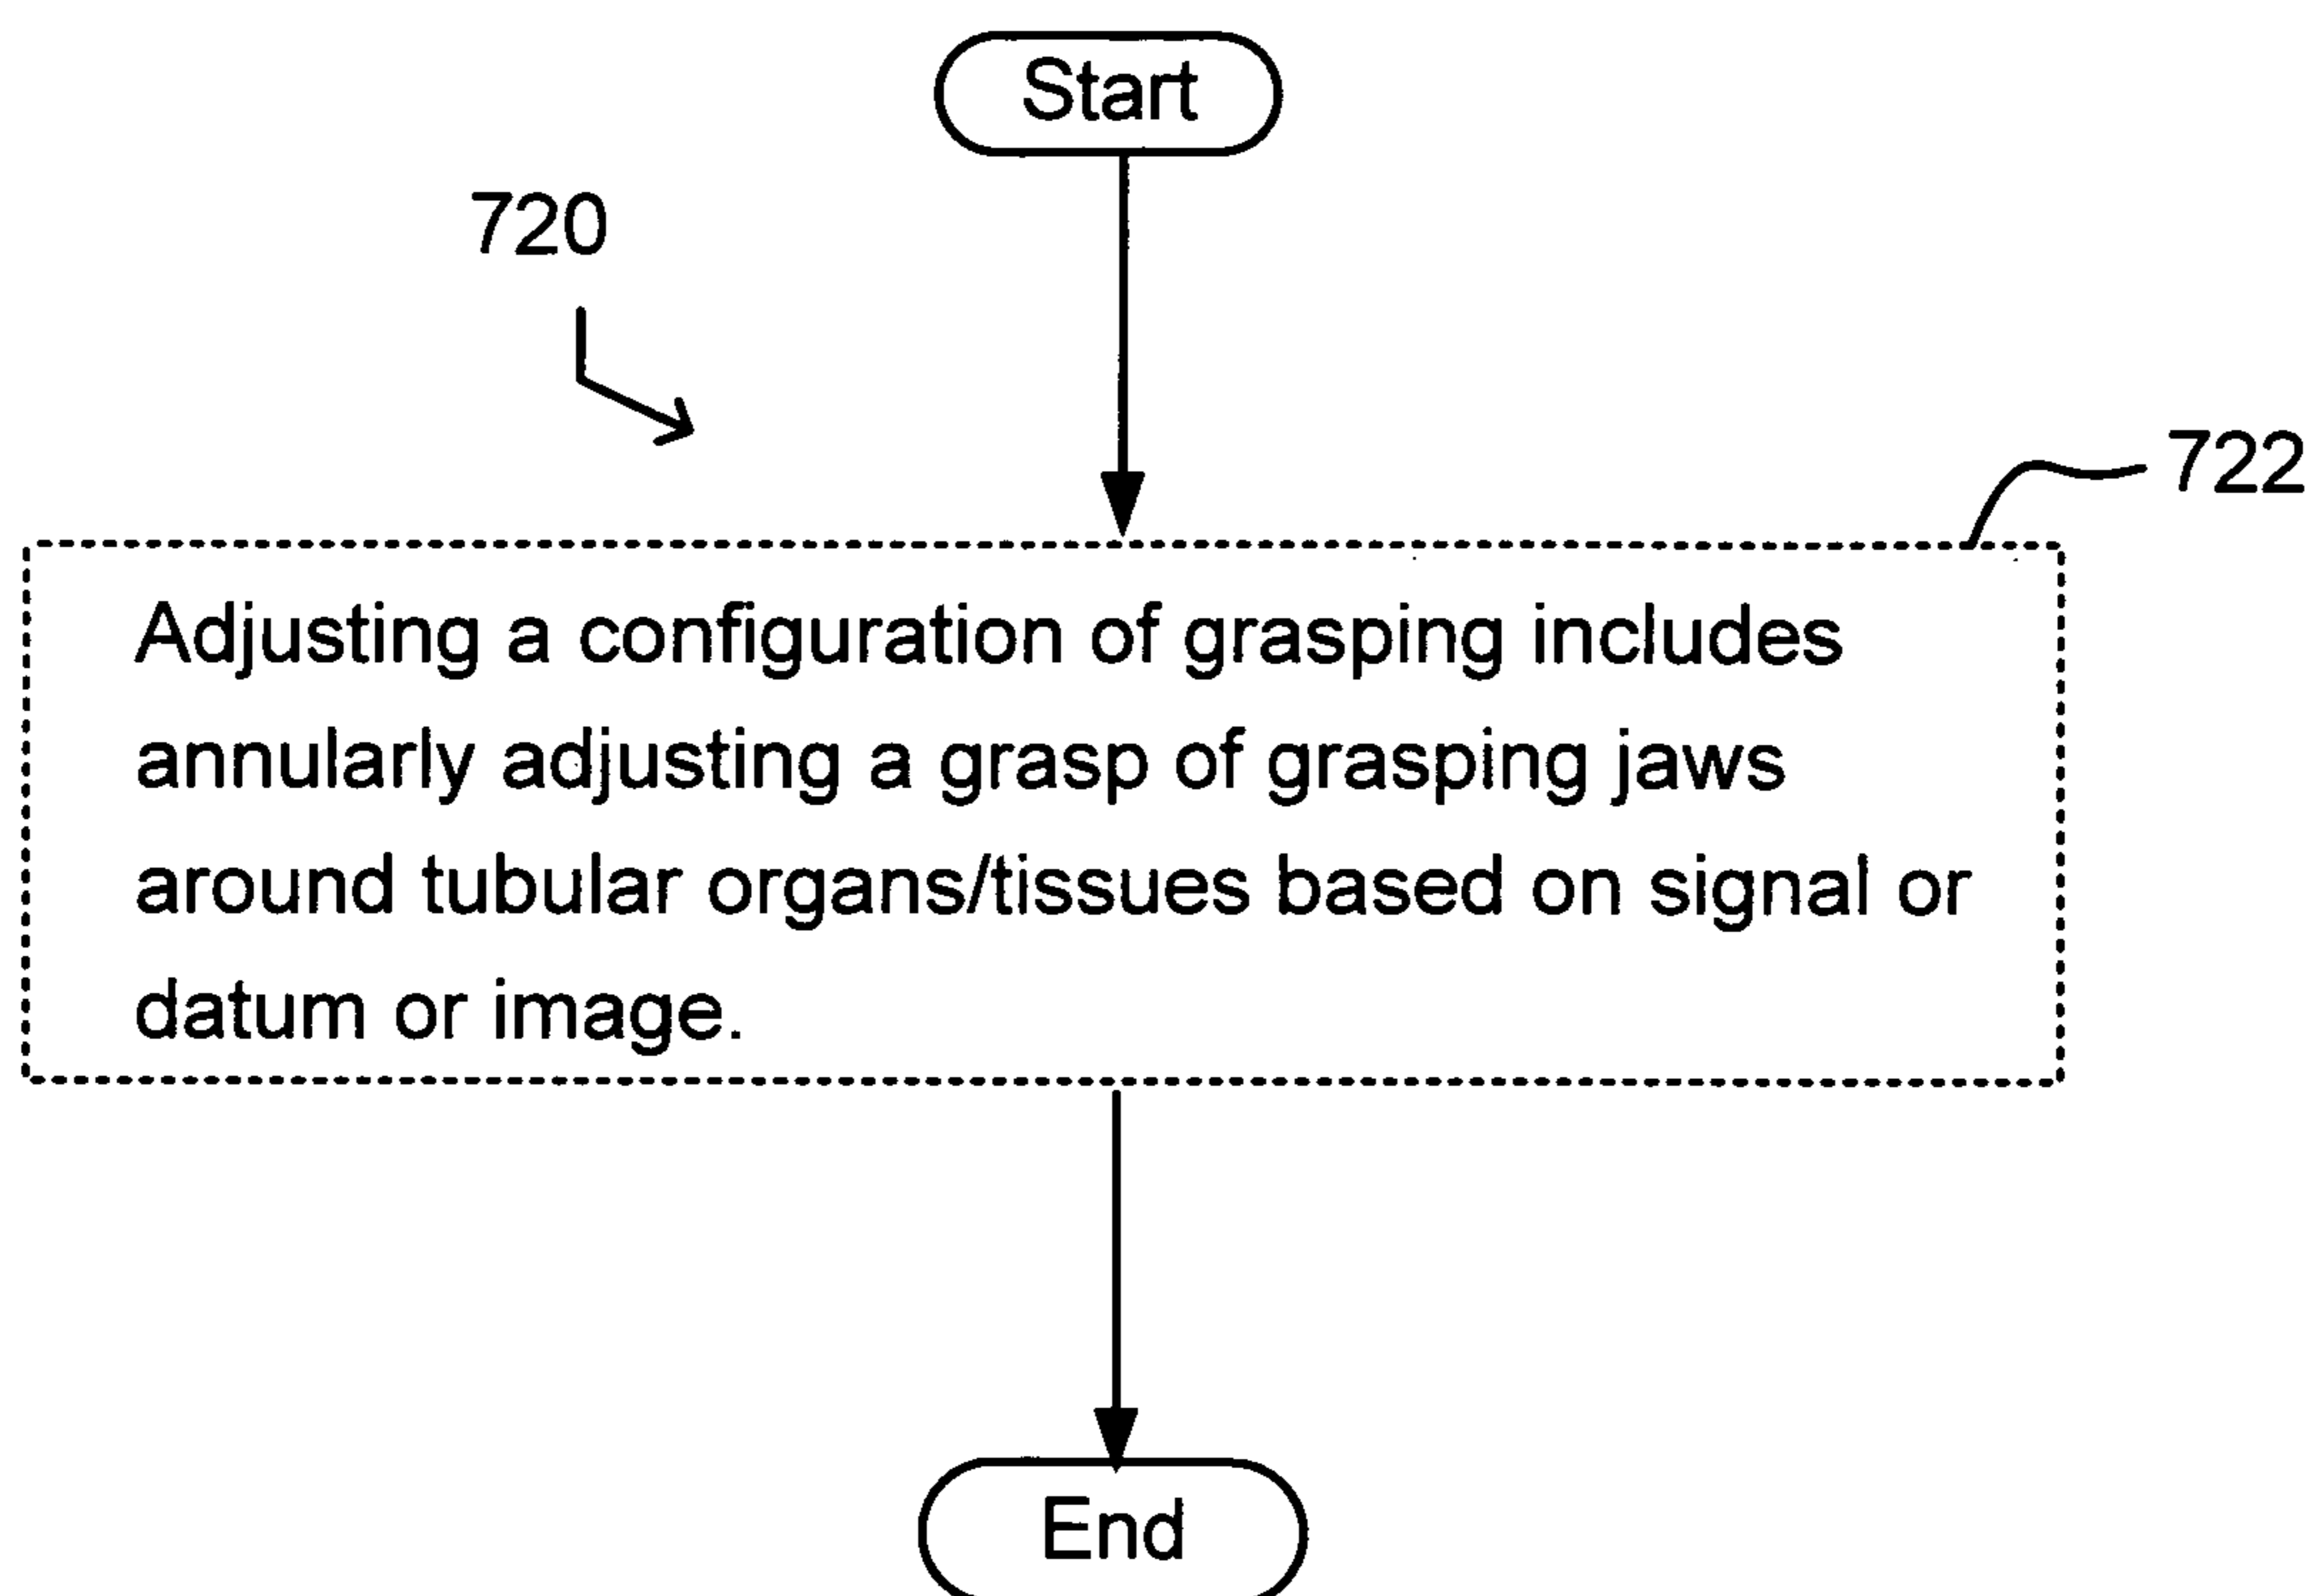 Start
720
722
Adjusting a configuration of grasping includes
annularly adjusting a grasp of grasping jaws
around tubular organs/tissues based on signal or
datum or image.
End